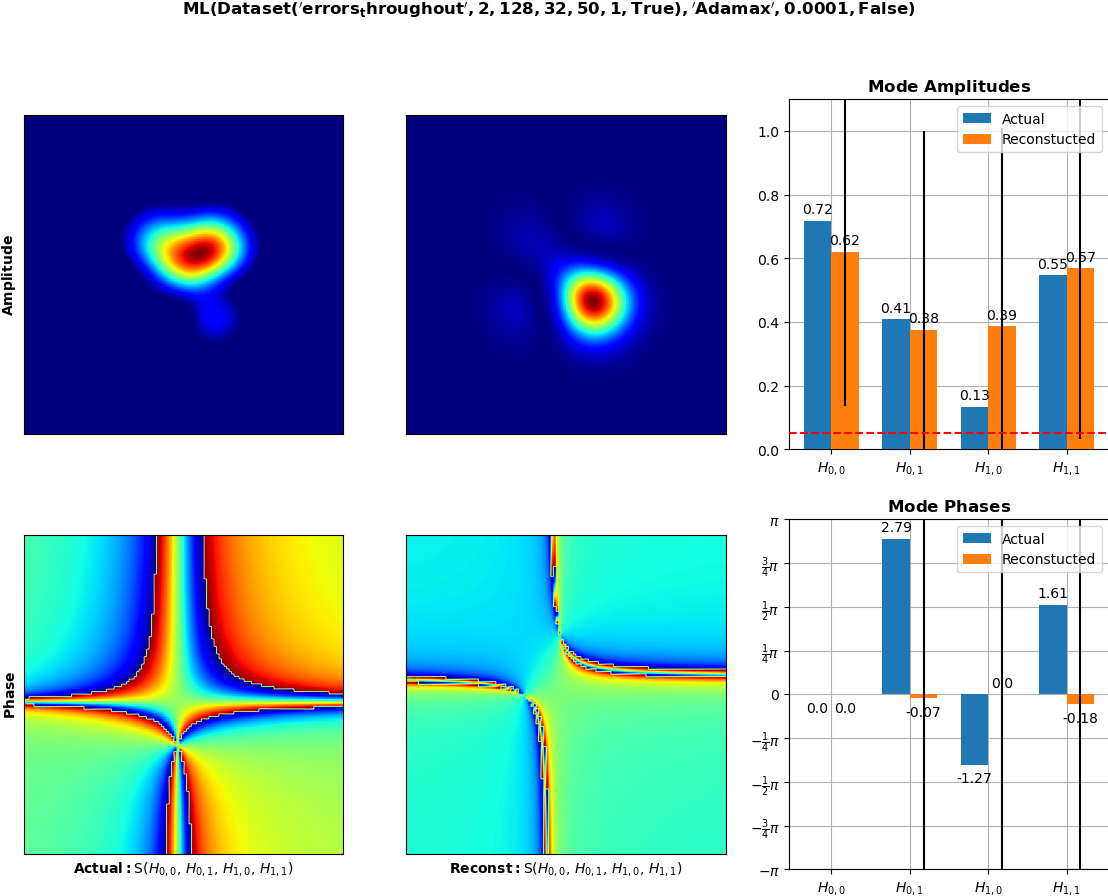 ML(Dataset('errors_throughout', 2, 128, 32, 50, 1, True), 'Adamax', 0.0001, False)
Mode Amplitudes
Amplitude
Actual
Reconstucted
1.0
0.8
0.6
0.4
0.2
0.0
0.72
0.62
0.41
0.38
0.13
0.39
0.55
0.57
H0,0
H0,1
H1,0
H1,1
Mode Phases
Phase
Actual
Reconstucted
π
3/4π
1/2π
1/4π
0
−1/4π
−1/2π
−3/4π
−π
0.0
0.0
2.79
-0.07
-1.27
0.0
1.61
-0.18
H0,0
H0,1
H1,0
H1,1
Actual: S(H0,0, H0,1, H1,0, H1,1)
Reconst: S(H0,0, H0,1, H1,0, H1,1)